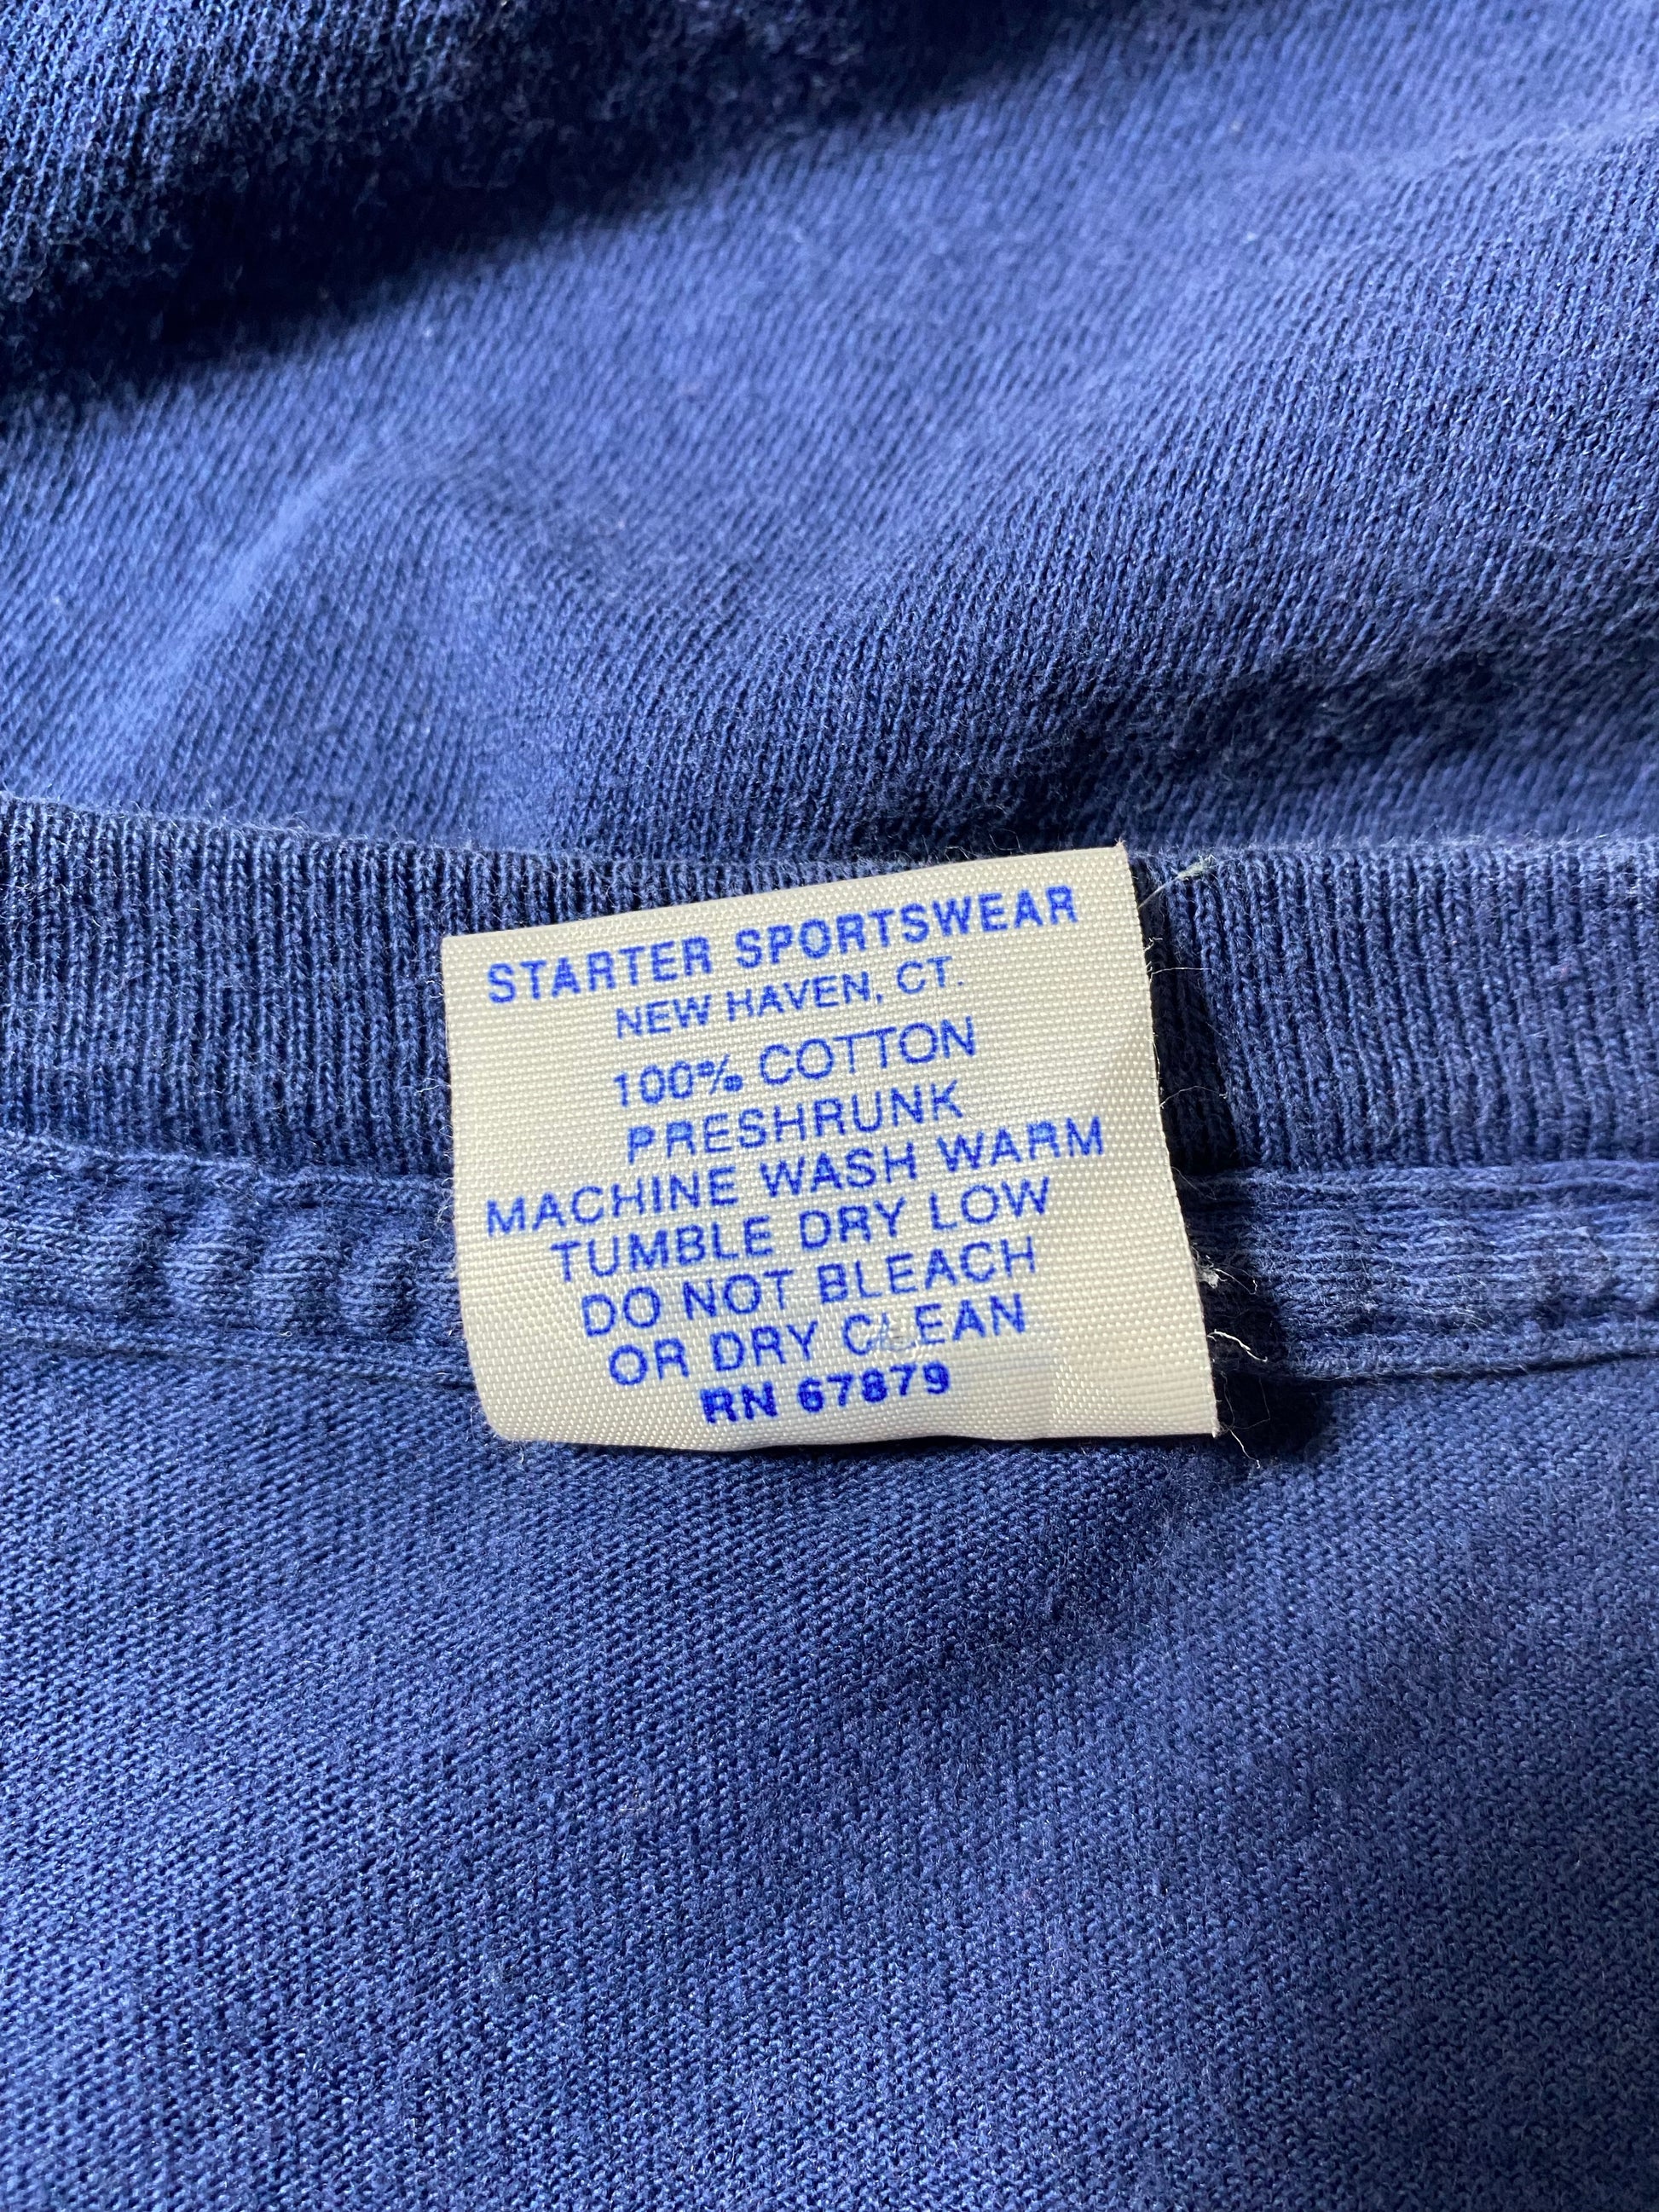 STARTER SPORTSWEAR
NEW HAVEN, CT.
100% COTTON
PRESHRUNK
MACHINE WASH WARM
TUMBLE DRY LOW
DO NOT BLEACH
OR DRY CLEAN
RN 67879